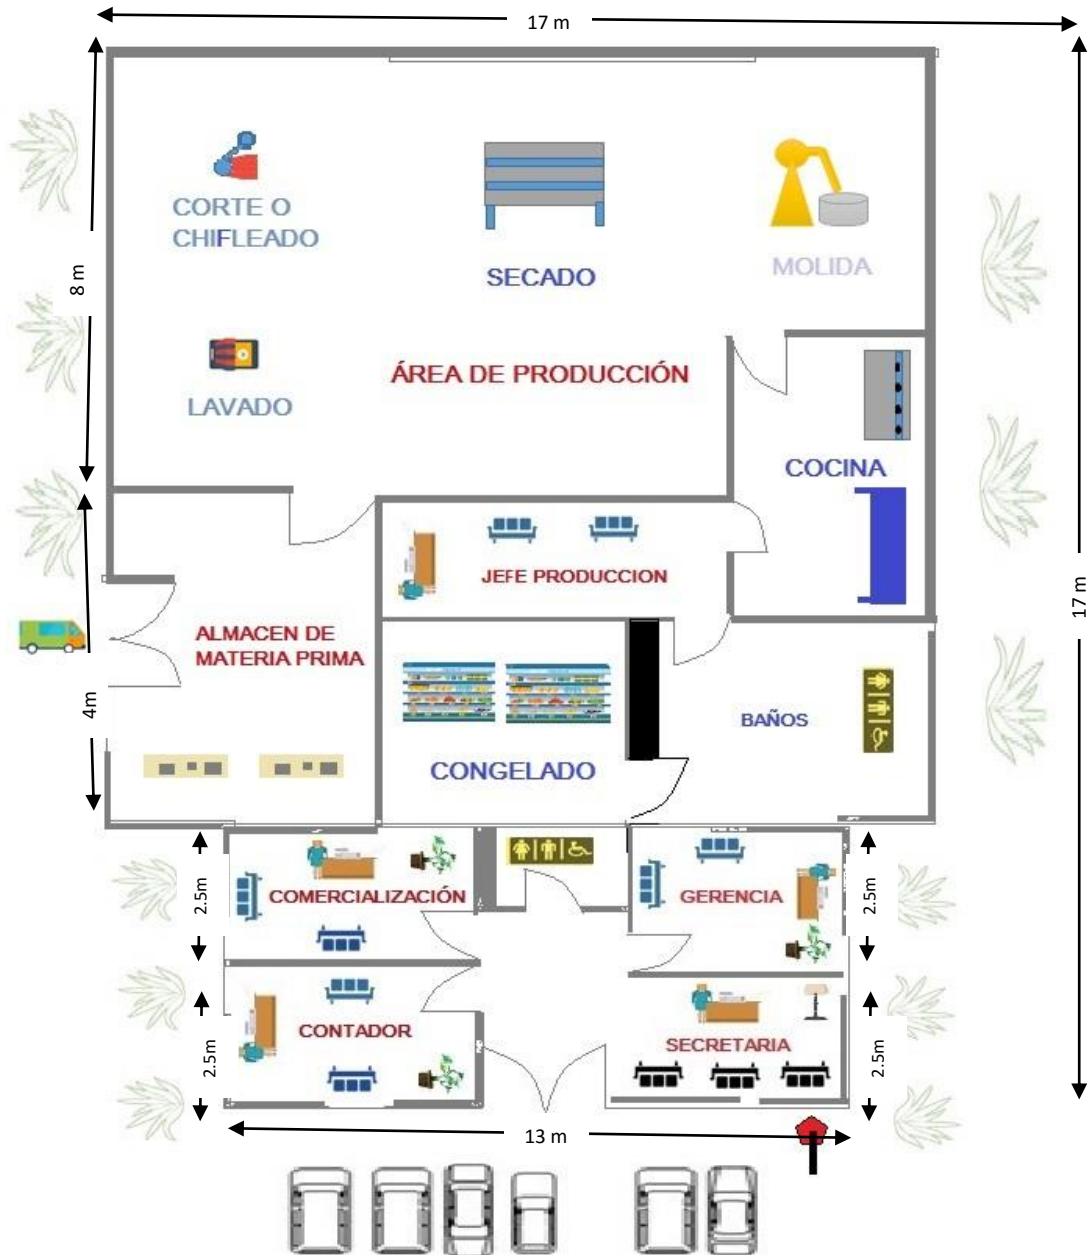 17 m
CORTE O
CHIFLEADO
SECADO
MOLIDA
8 m
LAVADO
ÁREA DE PRODUCCIÓN
COCINA
JEFE PRODUCCION
17 m
ALMACEN DE
MATERIA PRIMA
4m
BAÑOS
CONGELADO
2.5m
COMERCIALIZACIÓN
GERENCIA
2.5m
CONTADOR
SECRETARIA
2.5m
2.5m
13 m